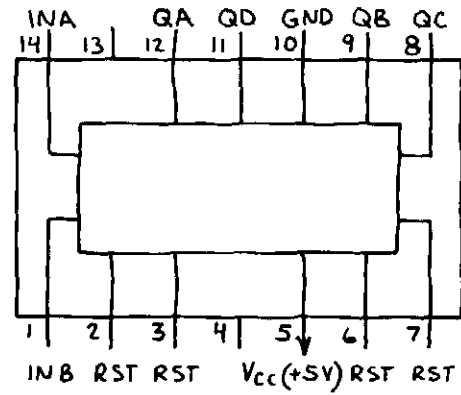 INA QA QD GND QB QC
14 13 12 11 10 9 8
1 2 3 4 5 6 7
INB RST RST Vcc(+5V) RST RST